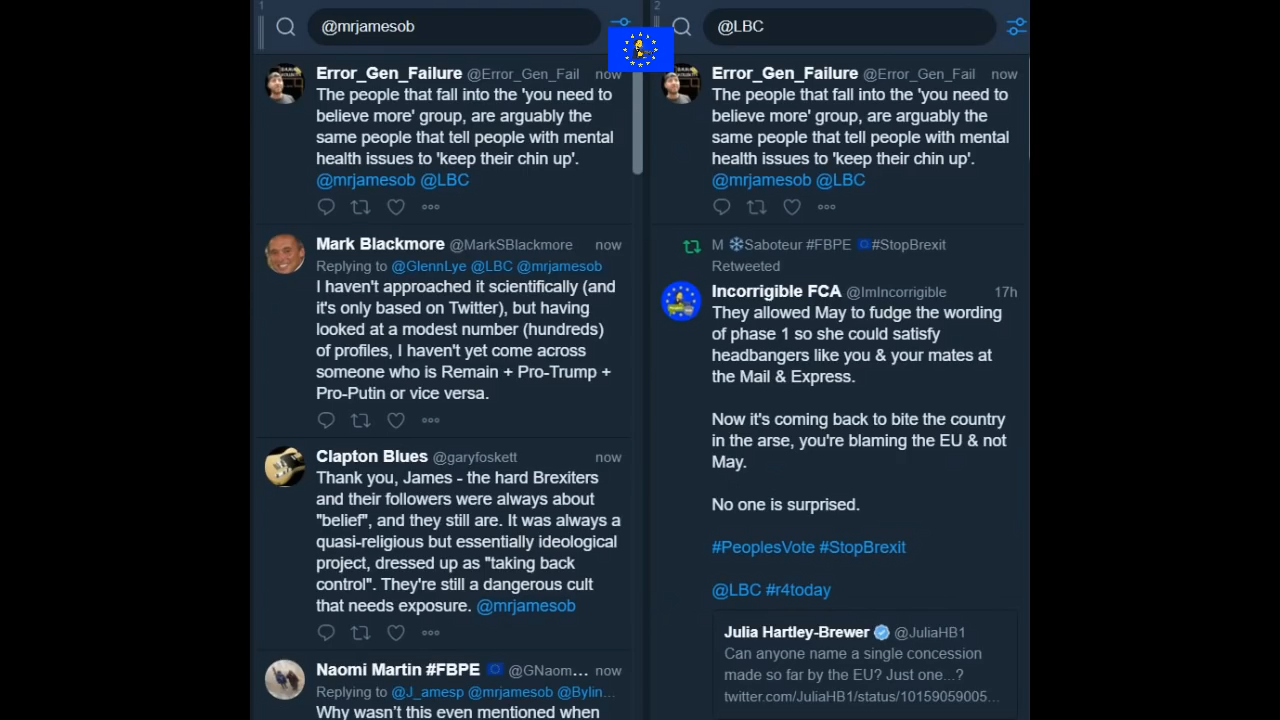 1
@mrjamesob
Error_Gen_Failure @Error_Gen_Fail now
The people that fall into the 'you need to
believe more' group, are arguably the
same people that tell people with mental
health issues to 'keep their chin up'.
@mrjamesob @LBC
Mark Blackmore @MarkSBlackmore now
Replying to @GlennLye @LBC @mrjamesob
I haven't approached it scientifically (and
it's only based on Twitter), but having
looked at a modest number (hundreds)
of profiles, I haven't yet come across
someone who is Remain + Pro-Trump +
Pro-Putin or vice versa.
Clapton Blues @garyfoskett now
Thank you, James - the hard Brexiters
and their followers were always about
"belief", and they still are. It was always a
quasi-religious but essentially ideological
project, dressed up as "taking back
control". They're still a dangerous cult
that needs exposure. @mrjamesob
Naomi Martin #FBPE @GNaom... now
Replying to @J_amesp @mrjamesob @Bylin...
Why wasn't this even mentioned when
2
@LBC
Error_Gen_Failure @Error_Gen_Fail now
The people that fall into the 'you need to
believe more' group, are arguably the
same people that tell people with mental
health issues to 'keep their chin up'.
@mrjamesob @LBC
M ❄Saboteur #FBPE #StopBrexit
Retweeted
Incorrigible FCA @ImIncorrigible 17h
They allowed May to fudge the wording
of phase 1 so she could satisfy
headbangers like you & your mates at
the Mail & Express.
Now it's coming back to bite the country
in the arse, you're blaming the EU & not
May.
No one is surprised.
#PeoplesVote #StopBrexit
@LBC #r4today
Julia Hartley-Brewer @JuliaHB1
Can anyone name a single concession
made so far by the EU? Just one...?
twitter.com/JuliaHB1/status/10159059005...